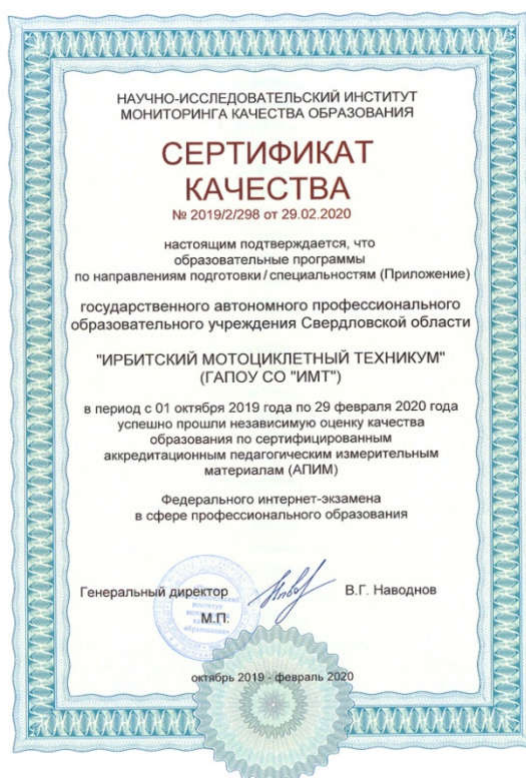 НАУЧНО-ИССЛЕДОВАТЕЛЬСКИЙ ИНСТИТУТ
МОНИТОРИНГА КАЧЕСТВА ОБРАЗОВАНИЯ
СЕРТИФИКАТ
КАЧЕСТВА
№ 2019/2/298 от 29.02.2020
настоящим подтверждается, что
образовательные программы
по направлениям подготовки / специальностям (Приложение)
государственного автономного профессионального
образовательного учреждения Свердловской области
"ИРБИТСКИЙ МОТОЦИКЛЕТНЫЙ ТЕХНИКУМ"
(ГАПОУ СО "ИМТ")
в период с 01 октября 2019 года по 29 февраля 2020 года
успешно прошли независимую оценку качества
образования по сертифицированным
аккредитационным педагогическим измерительным
материалам (АПИМ)
Федерального интернет-экзамена
в сфере профессионального образования
Генеральный директор В.Г. Наводнов
М.П.
октябрь 2019 - февраль 2020